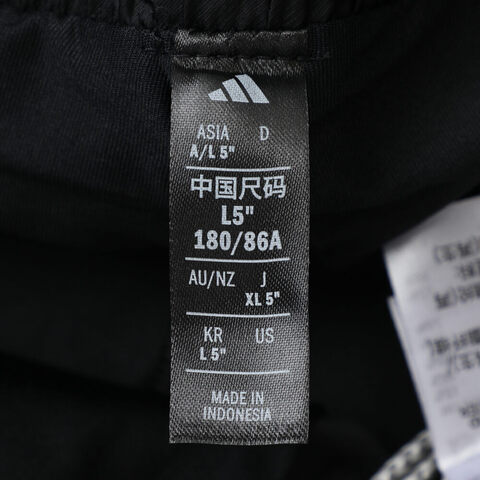 ASIA D
A/L 5"
中国尺码
L5"
180/86A
AU/NZ J
XL 5"
KR US
L 5"
MADE IN
INDONESIA